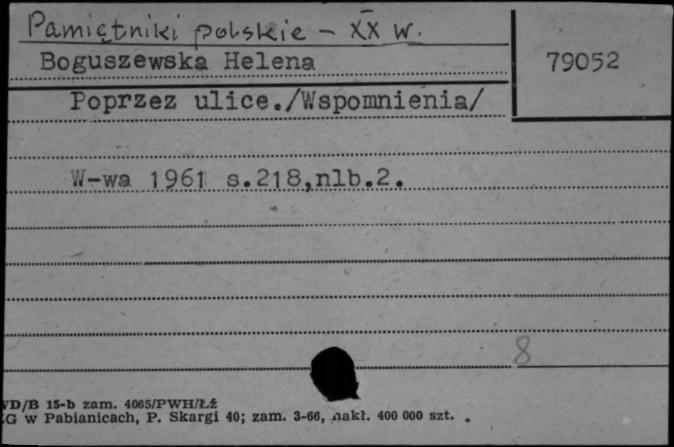 Pamiętniki polskie - XX w.
Boguszewska Helena
79052
Poprzez ulice./Wspomnienia/
W-wa 1961 s.218,nlb.2.
8
VD/B 15-b zam. 4065/PWH/Łź
G w Pabianicach, P. Skargi 40; zam. 3-66, nakł. 400 000 szt.